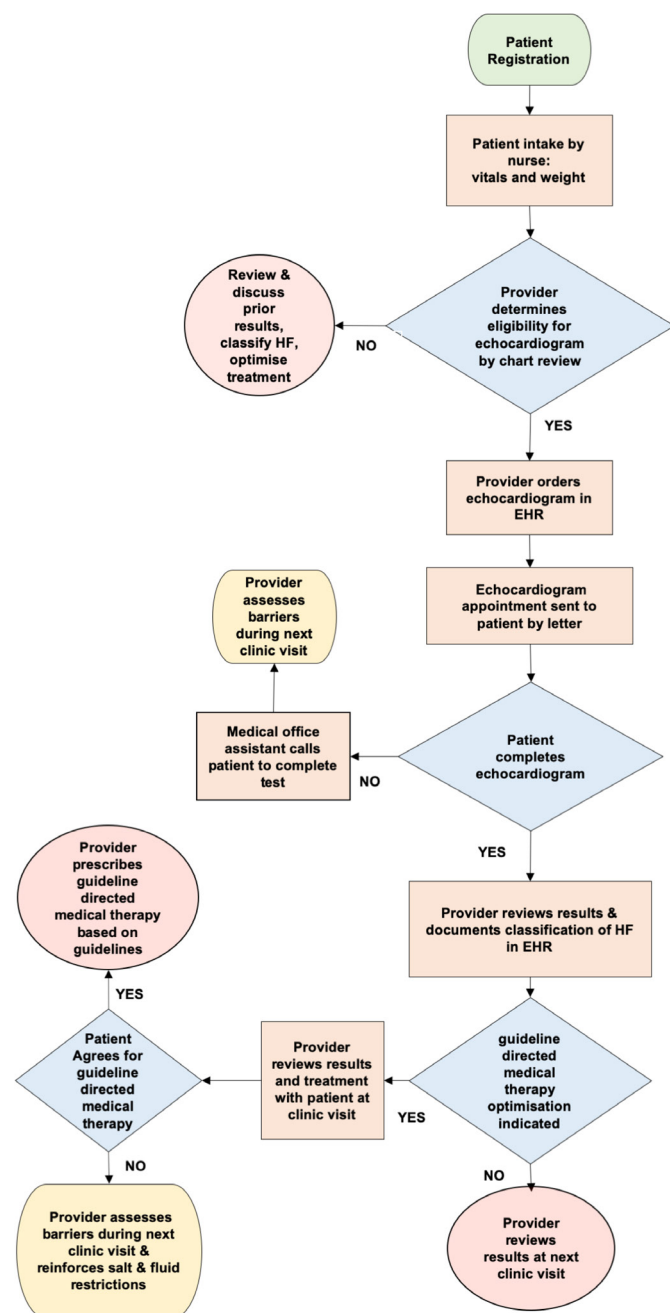 Patient
Registration
Patient intake by
nurse:
vitals and weight
Provider
determines
eligibility for
echocardiogram
by chart review
NO
Review &
discuss
prior
results,
classify HF,
optimise
treatment
YES
Provider orders
echocardiogram in
EHR
Echocardiogram
appointment sent to
patient by letter
Patient
completes
echocardiogram
NO
Medical office
assistant calls
patient to complete
test
Provider
assesses
barriers
during next
clinic visit
YES
Provider reviews results &
documents classification of HF
in EHR
guideline
directed
medical
therapy
optimisation
indicated
YES
Provider
reviews results
and treatment
with patient at
clinic visit
Patient
Agrees for
guideline
directed
medical
therapy
YES
Provider
prescribes
guideline
directed
medical therapy
based on
guidelines
NO
Provider assesses
barriers during next
clinic visit &
reinforces salt & fluid
restrictions
NO
Provider
reviews
results at next
clinic visit